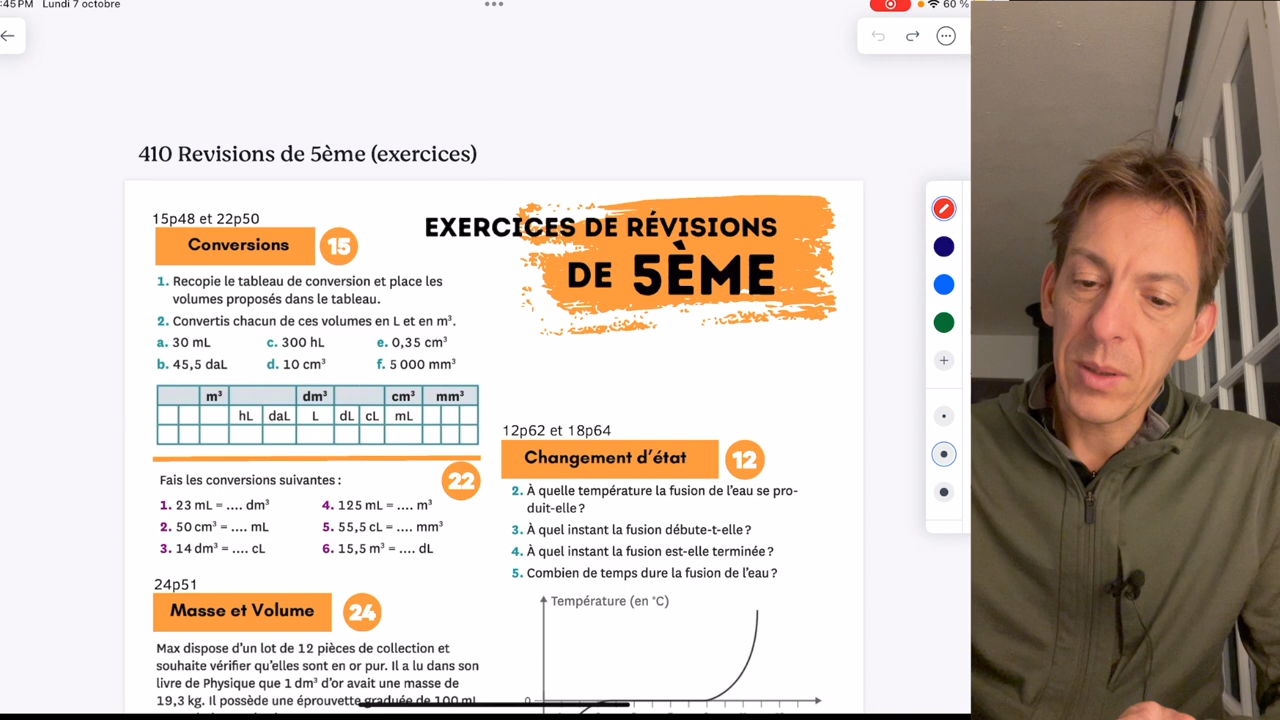 :45 PM Lundi 7 octobre
60 %
410 Revisions de 5ème (exercices)
15p48 et 22p50
Conversions 15
1. Recopie le tableau de conversion et place les
volumes proposés dans le tableau.
2. Convertis chacun de ces volumes en L et en m³.
a. 30 mL c. 300 hL e. 0,35 cm³
b. 45,5 daL d. 10 cm³ f. 5 000 mm³
m³ dm³ cm³ mm³
hL daL L dL cL mL
22
Fais les conversions suivantes :
1. 23 mL = .... dm³ 4. 125 mL = .... m³
2. 50 cm³ = .... mL 5. 55,5 cL = .... mm³
3. 14 dm³ = .... cL 6. 15,5 m³ = .... dL
24p51
Masse et Volume 24
Max dispose d'un lot de 12 pièces de collection et
souhaite vérifier qu'elles sont en or pur. Il a lu dans son
livre de Physique que 1 dm³ d'or avait une masse de
19,3 kg. Il possède une éprouvette graduée de 100 mL
EXERCICES DE RÉVISIONS
DE 5ÈME
12p62 et 18p64
Changement d'état 12
2. À quelle température la fusion de l'eau se pro-
duit-elle ?
3. À quel instant la fusion débute-t-elle ?
4. À quel instant la fusion est-elle terminée ?
5. Combien de temps dure la fusion de l'eau ?
Température (en °C)
0